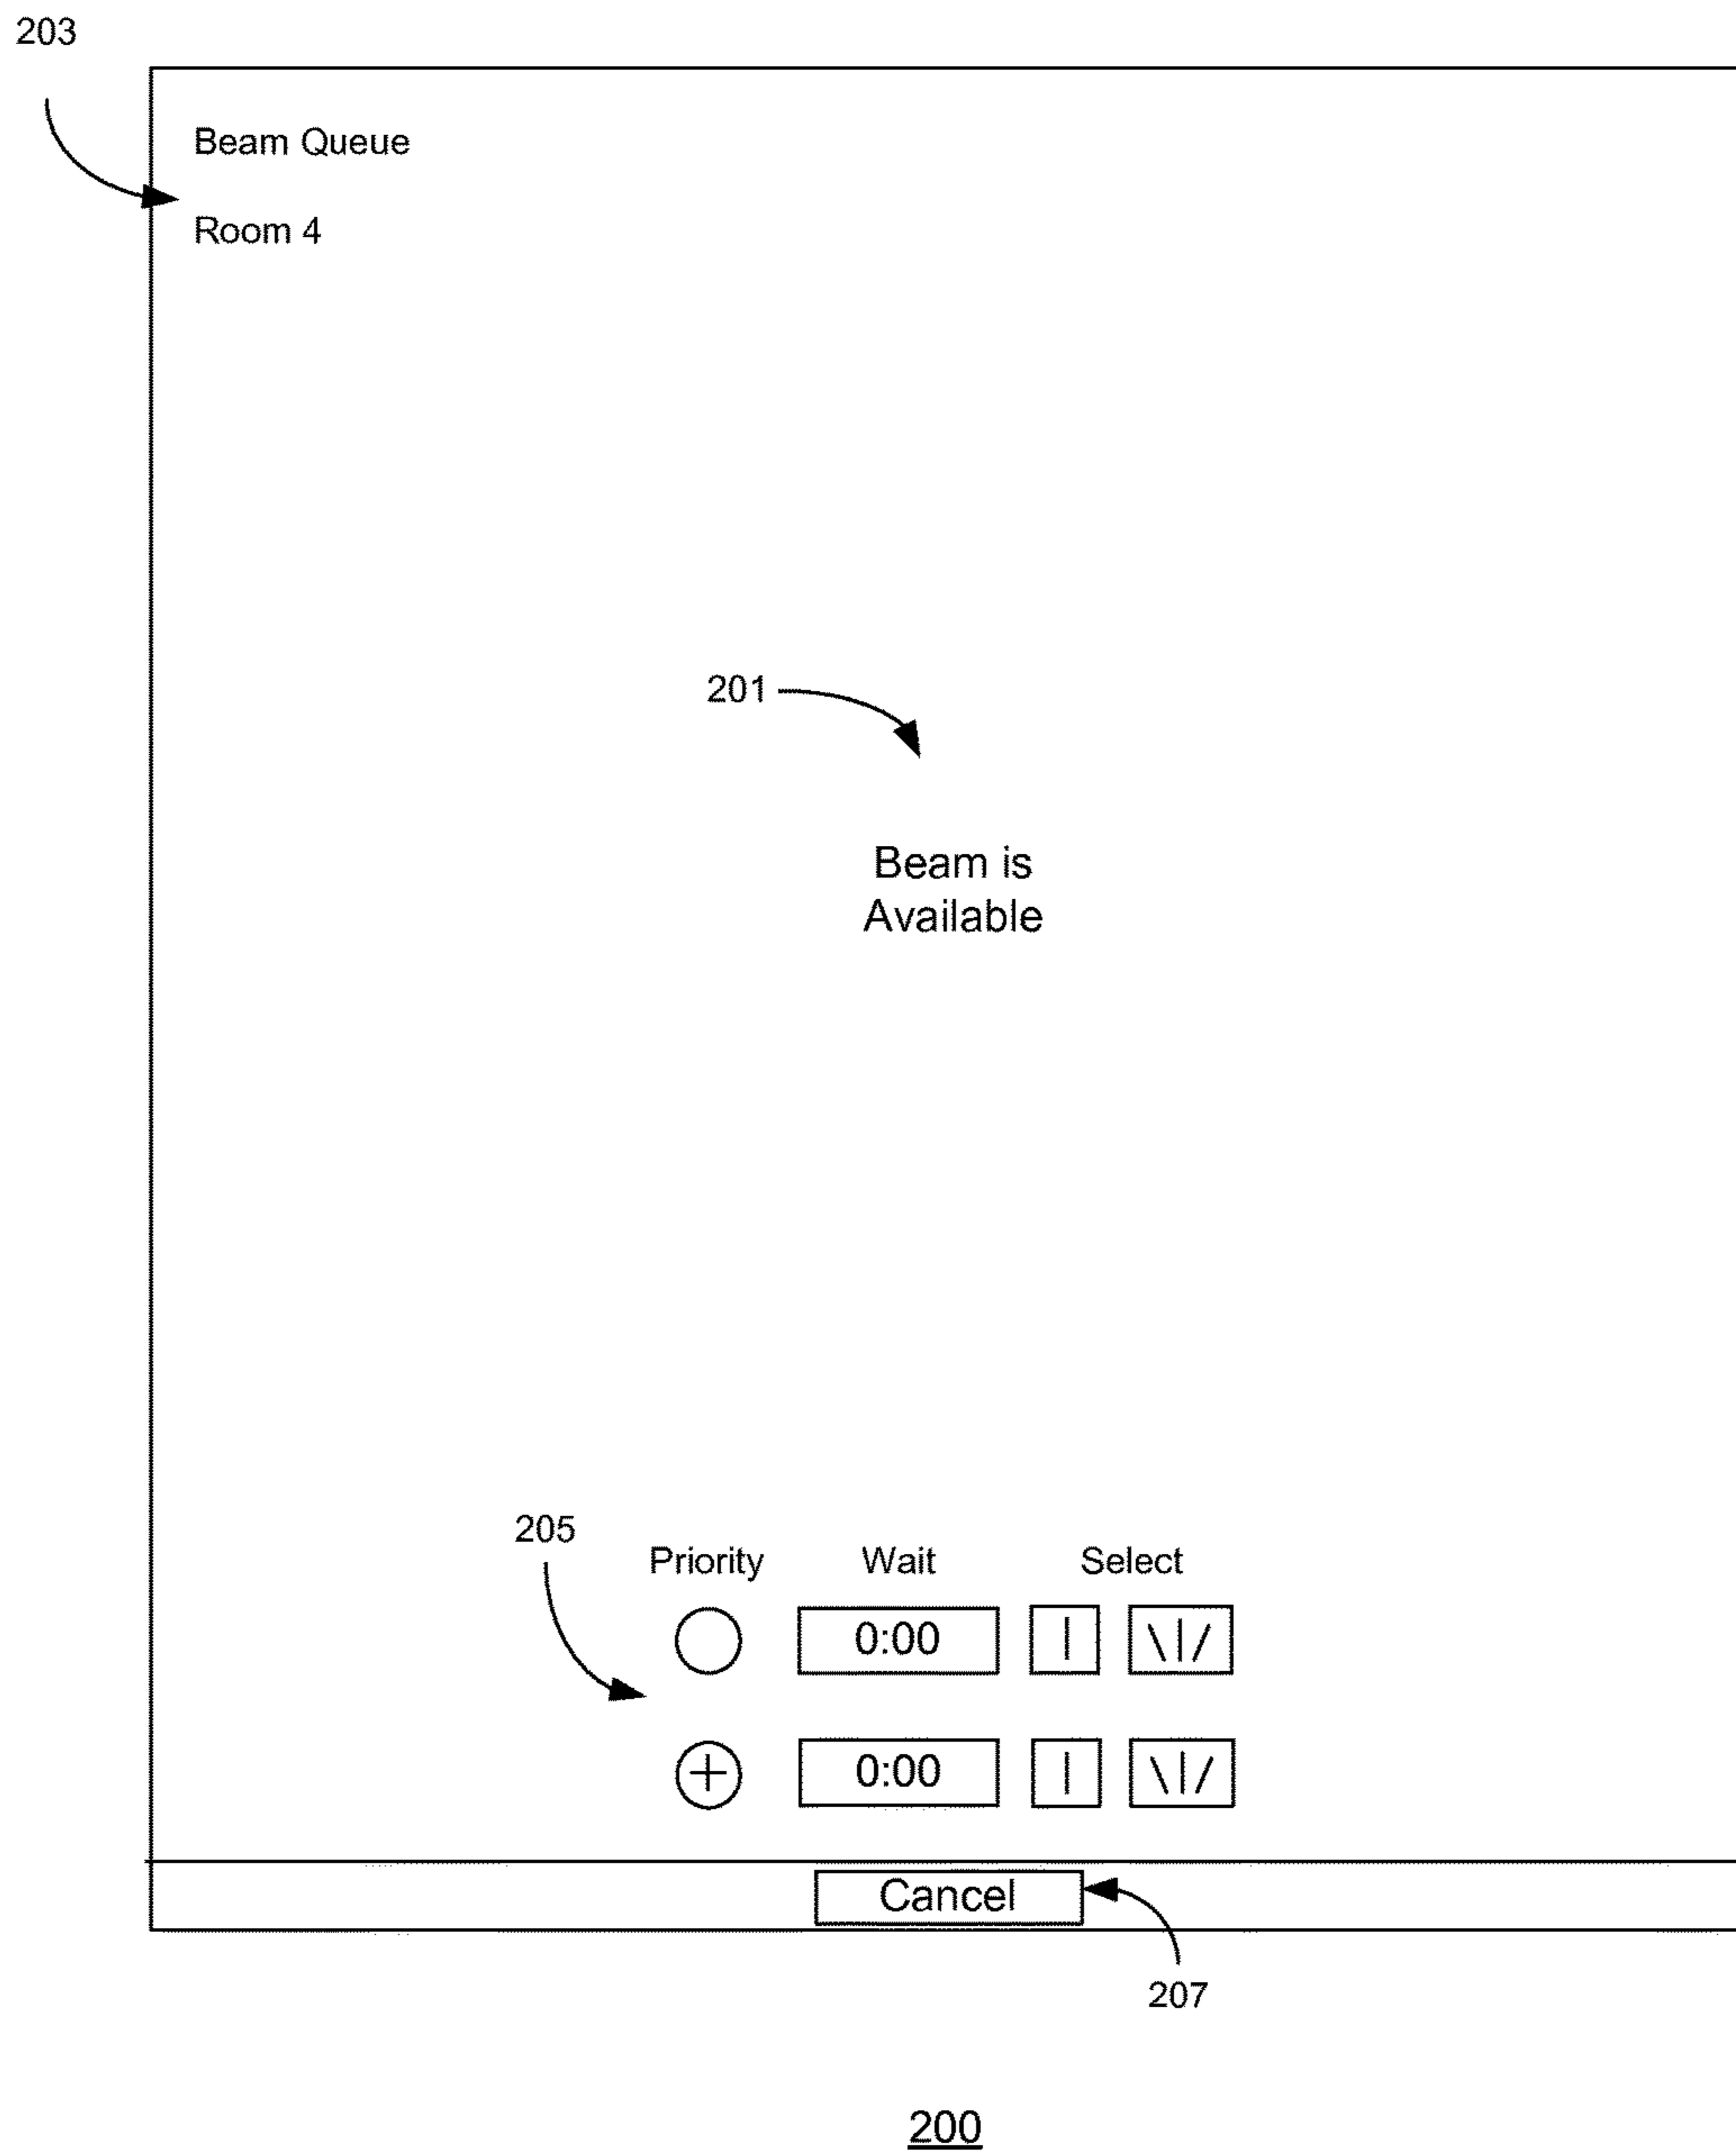 203
Beam Queue
Room 4
201
Beam is
Available
205
Priority Wait Select
0:00
0:00
Cancel
207
200